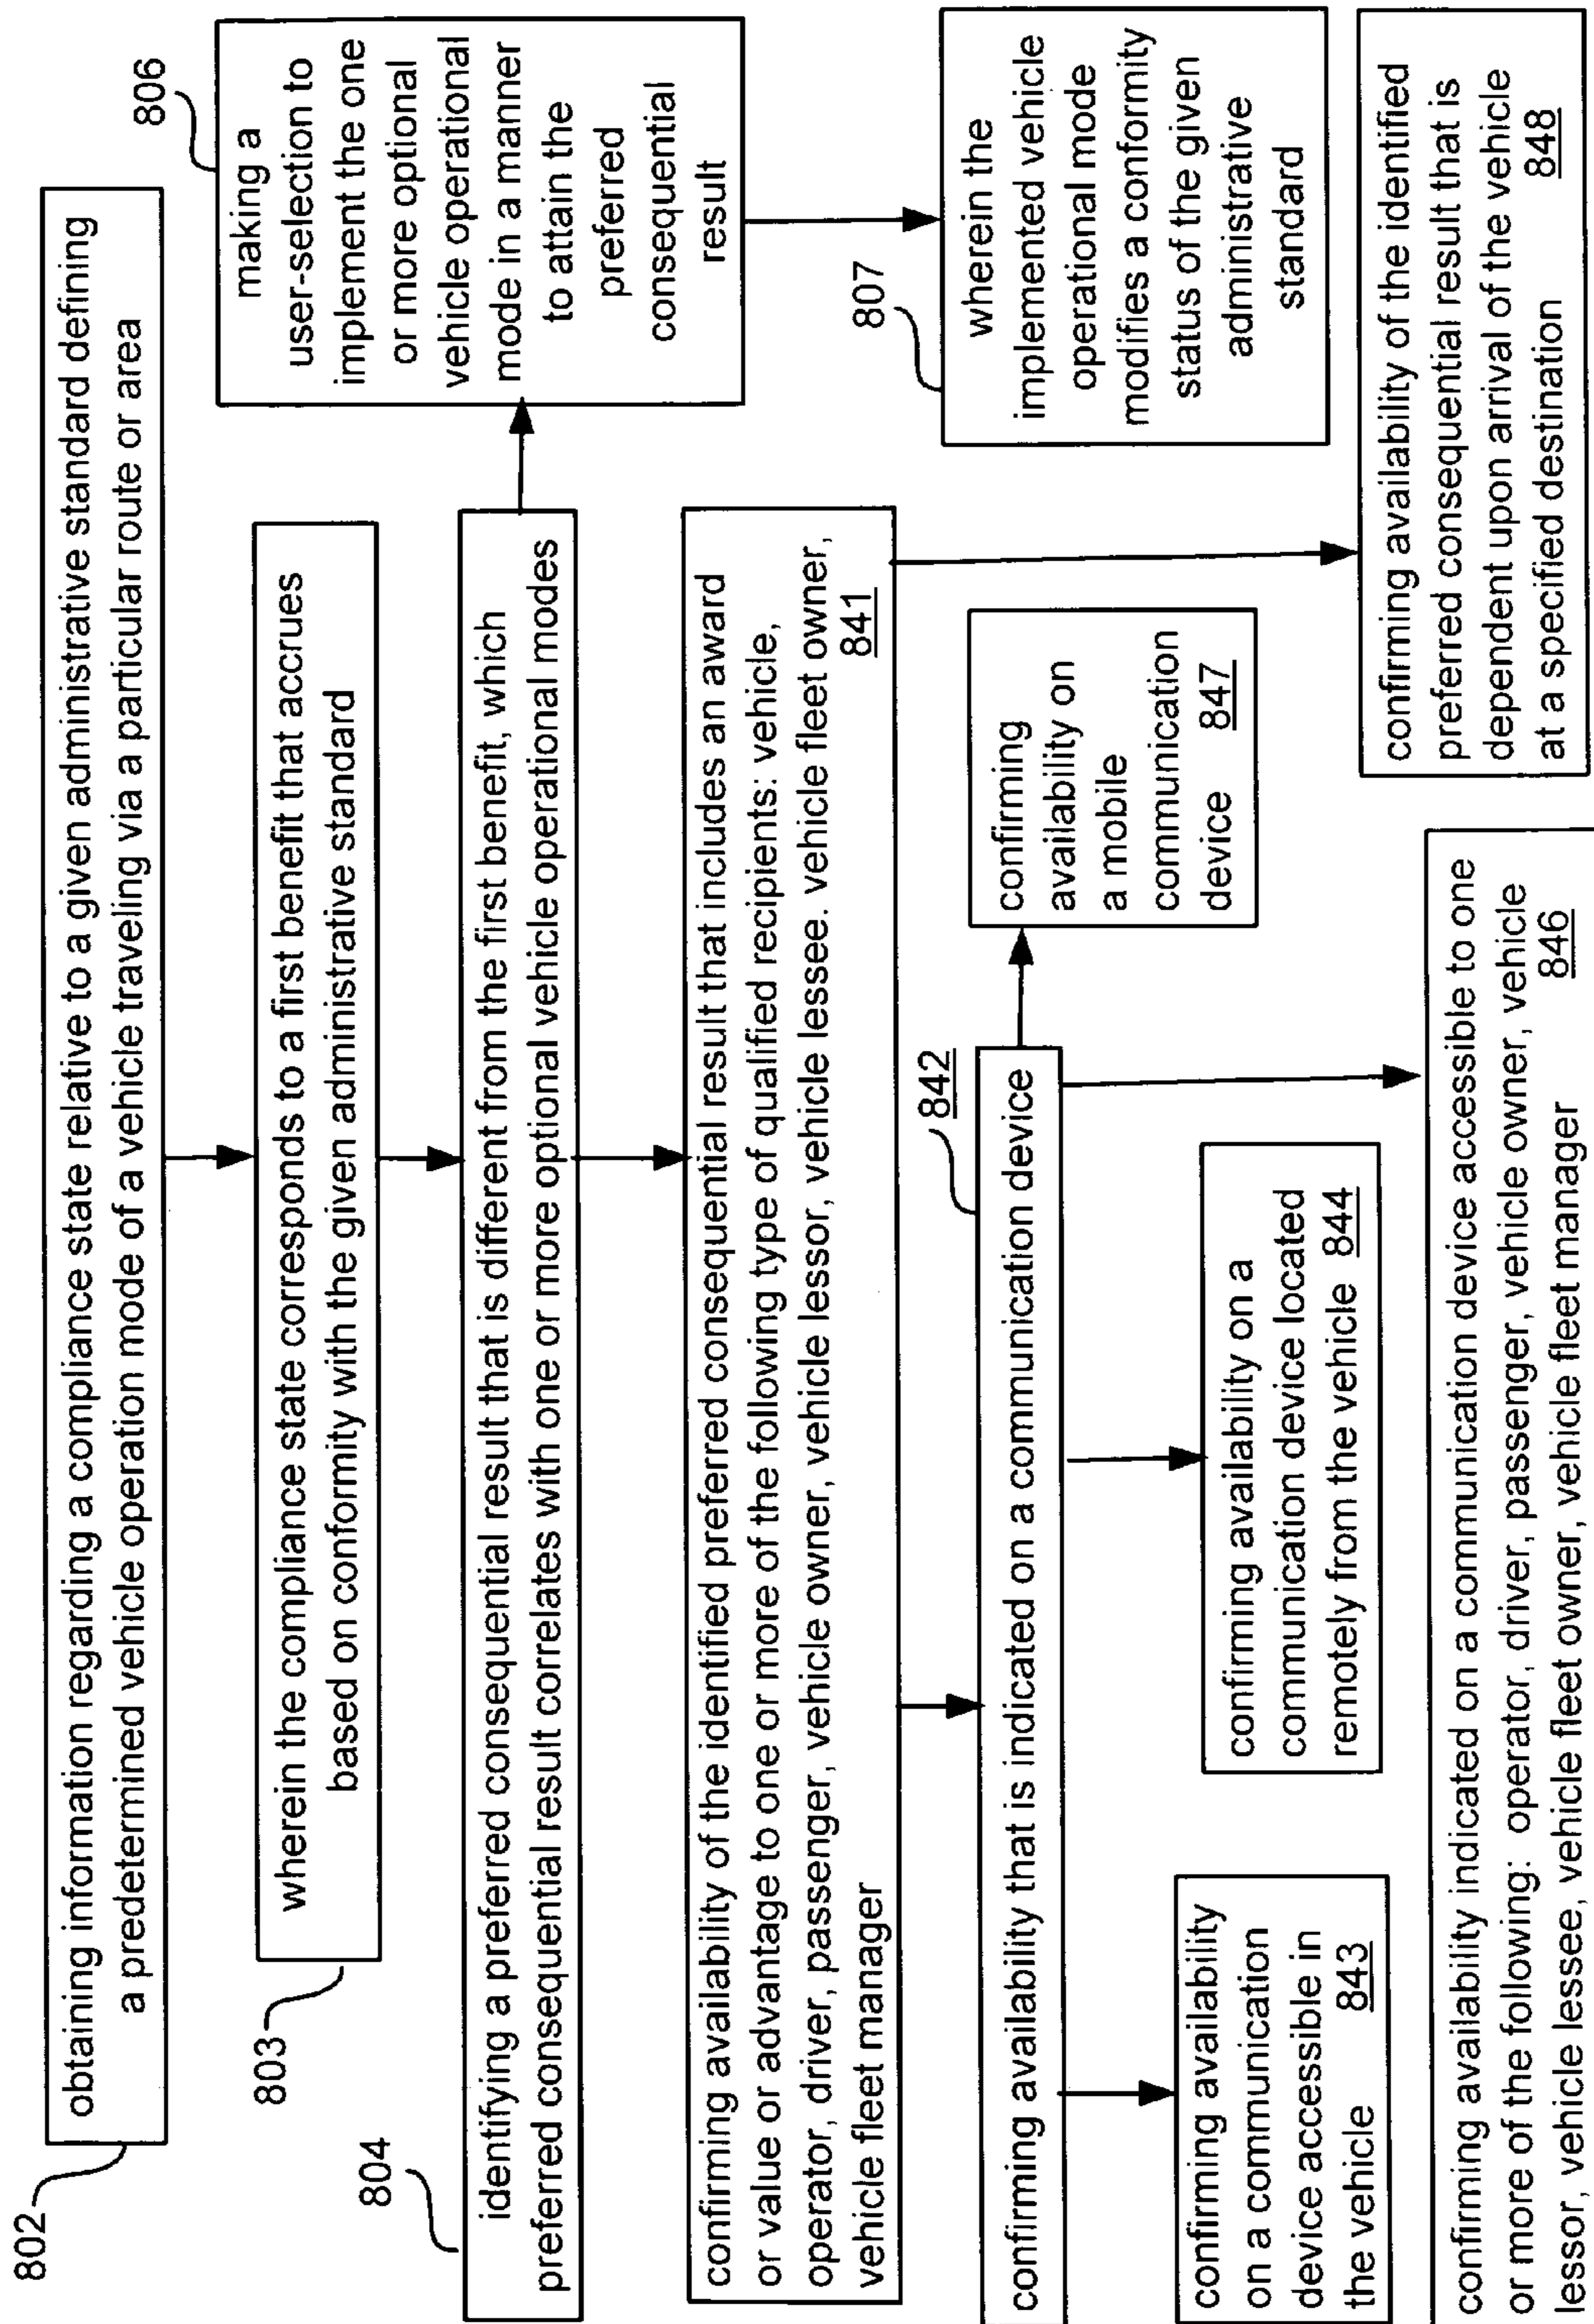 802
obtaining information regarding a compliance state relative to a given administrative standard defining
a predetermined vehicle operation mode of a vehicle traveling via a particular route or area
803
wherein the compliance state corresponds to a first benefit that accrues
based on conformity with the given administrative standard
804
identifying a preferred consequential result that is different from the first benefit, which
preferred consequential result correlates with one or more optional vehicle operational modes
806
making a
user-selection to
implement the one
or more optional
vehicle operational
mode in a manner
to attain the
preferred
consequential
result
807
wherein the
implemented vehicle
operational mode
modifies a conformity
status of the given
administrative
standard
confirming availability of the identified preferred consequential result that includes an award
or value or advantage to one or more of the following type of qualified recipients: vehicle,
operator, driver, passenger, vehicle owner, vehicle lessor, vehicle lessee. vehicle fleet owner,
vehicle fleet manager 841
842
confirming availability that is indicated on a communication device
confirming availability
on a communication
device accessible in
the vehicle 843
confirming availability on a
communication device located
remotely from the vehicle 844
confirming
availability on
a mobile
communication
device 847
confirming availability of the identified
preferred consequential result that is
dependent upon arrival of the vehicle
at a specified destination 848
confirming availability indicated on a communication device accessible to one
or more of the following: operator, driver, passenger, vehicle owner, vehicle
lessor, vehicle lessee, vehicle fleet owner, vehicle fleet manager 846